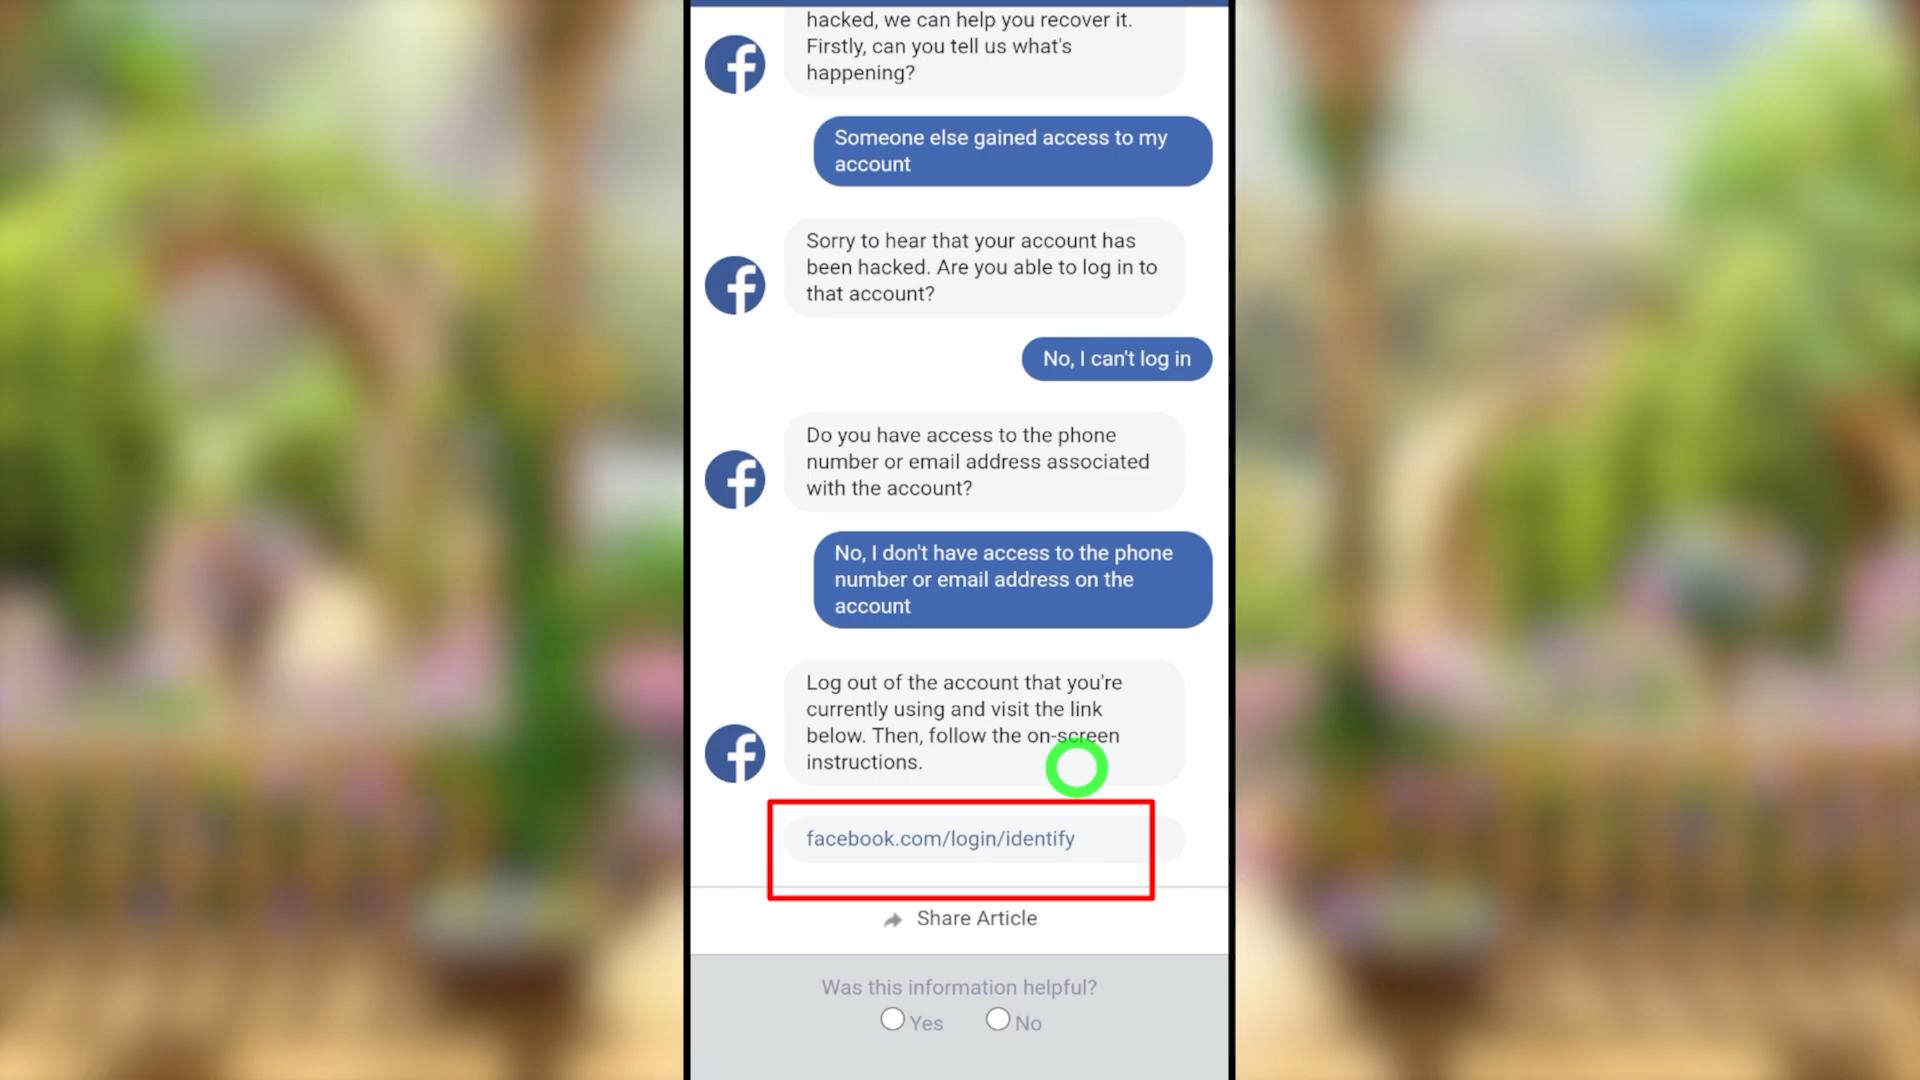 hacked, we can help you recover it.
Firstly, can you tell us what's
happening?
Someone else gained access to my
account
Sorry to hear that your account has
been hacked. Are you able to log in to
that account?
No, I can't log in
Do you have access to the phone
number or email address associated
with the account?
No, I don't have access to the phone
number or email address on the
account
Log out of the account that you're
currently using and visit the link
below. Then, follow the on-screen
instructions.
facebook.com/login/identify
Share Article
Was this information helpful?
Yes No